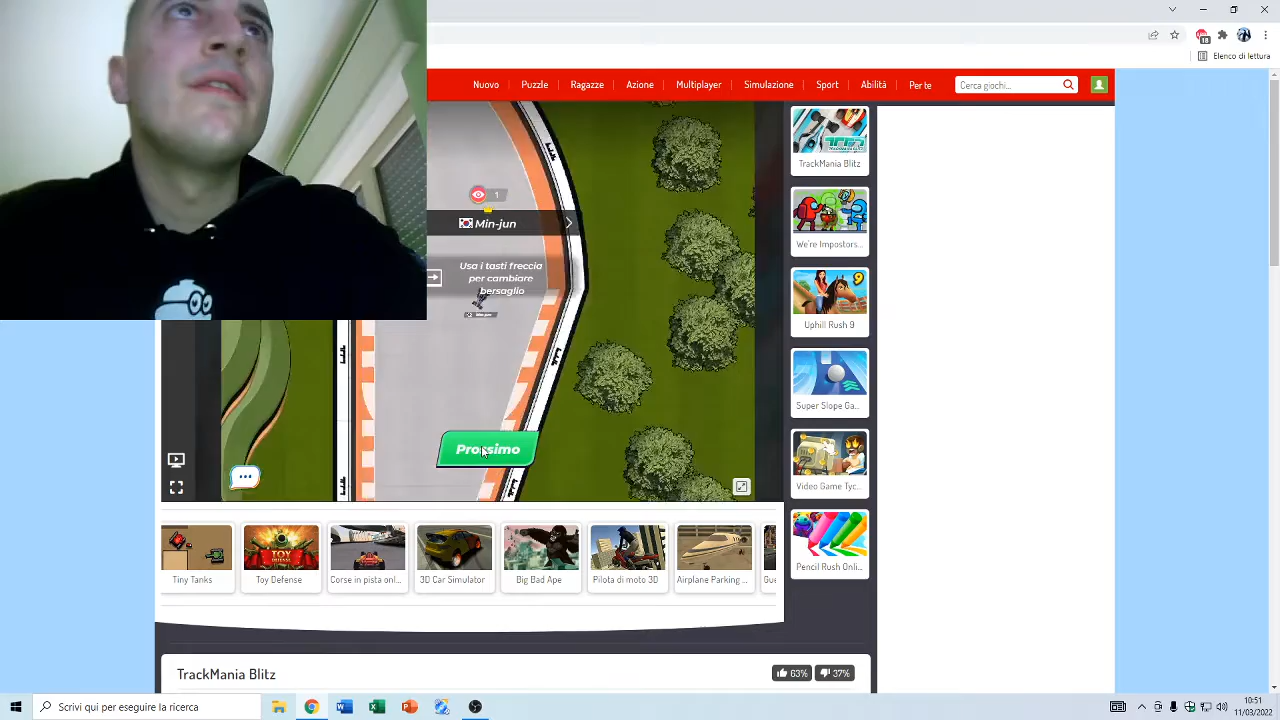 18
Elenco di lettura
Nuovo
Puzzle
Ragazze
Azione
Multiplayer
Simulazione
Sport
Abilità
Per te
Cerca giochi...
1
Min-jun
Usa i tasti freccia
per cambiare
bersaglio
Prossimo
TrackMania Blitz
We're Impostors...
Uphill Rush 9
Super Slope Ga...
Video Game Tyc...
Pencil Rush Onli...
Tiny Tanks
Toy Defense
Corse in pista onl...
3D Car Simulator
Big Bad Ape
Pilota di moto 3D
Airplane Parking ...
TrackMania Blitz
63%
37%
Scrivi qui per eseguire la ricerca
10:51
11/03/2022